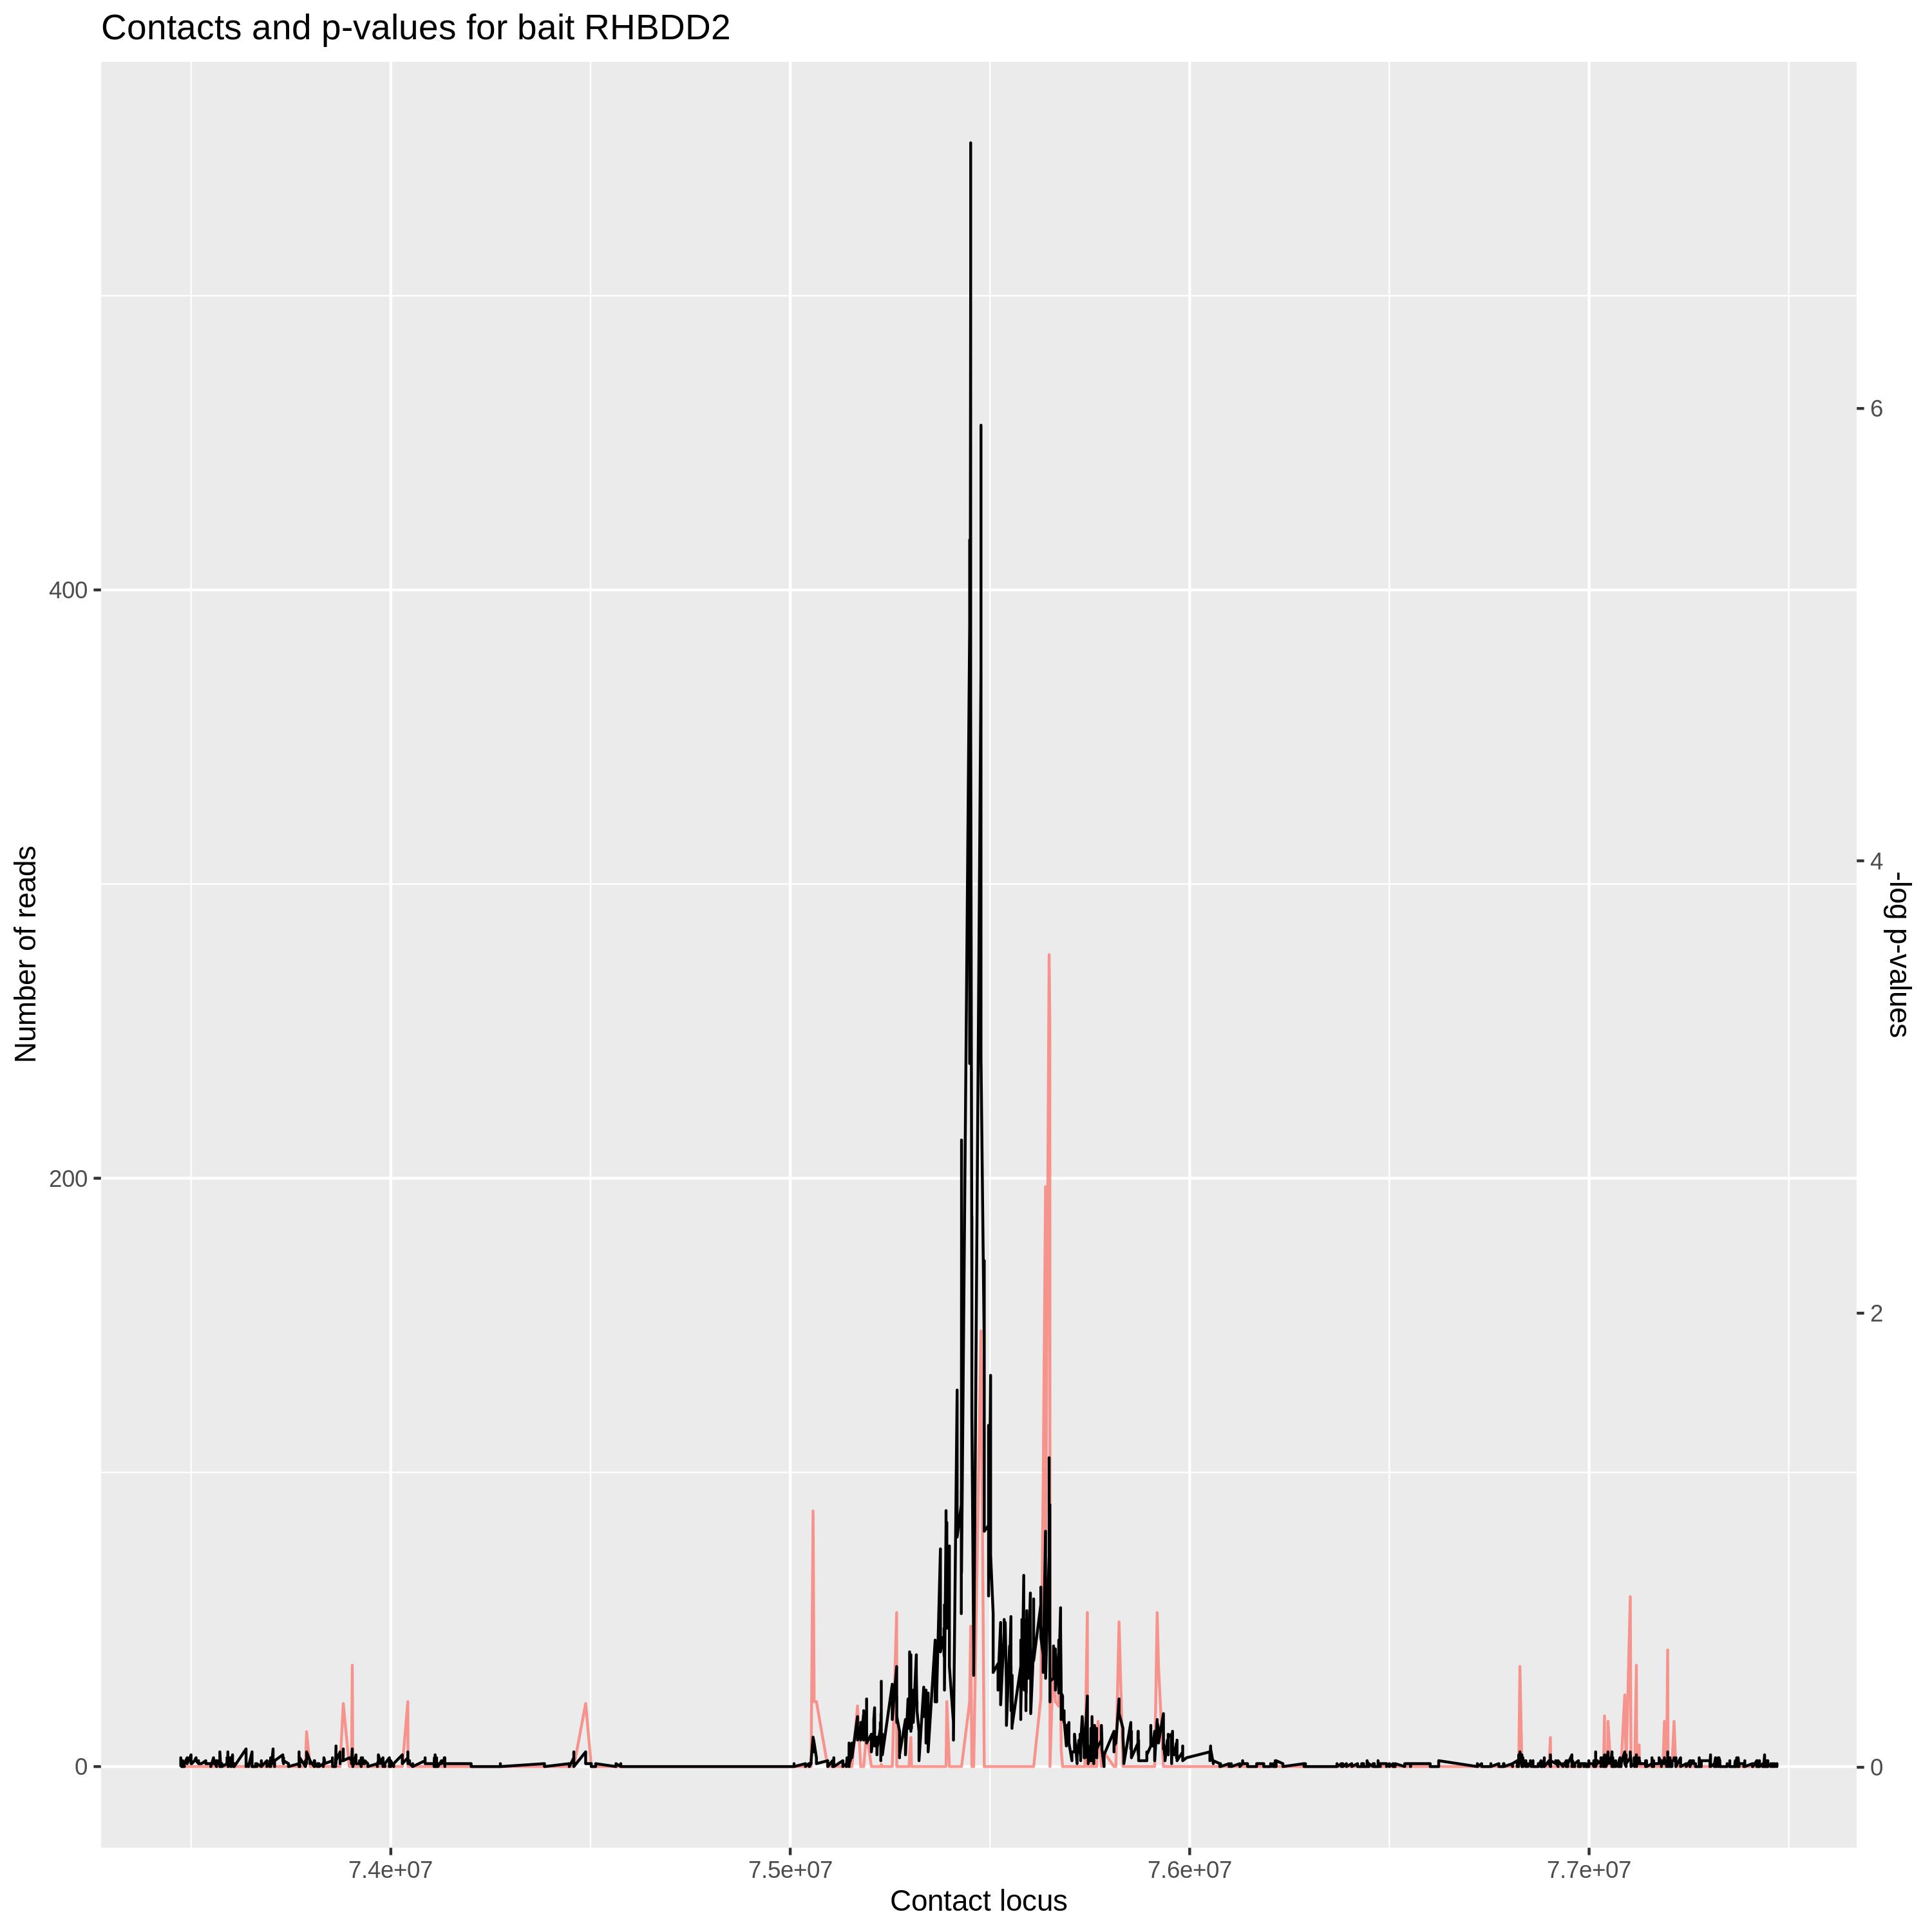 Contacts and p-values for bait RHBDD2
Number of reads
400
200
0
6
4
2
0
-log p-values
7.4e+07
7.5e+07
7.6e+07
7.7e+07
Contact locus